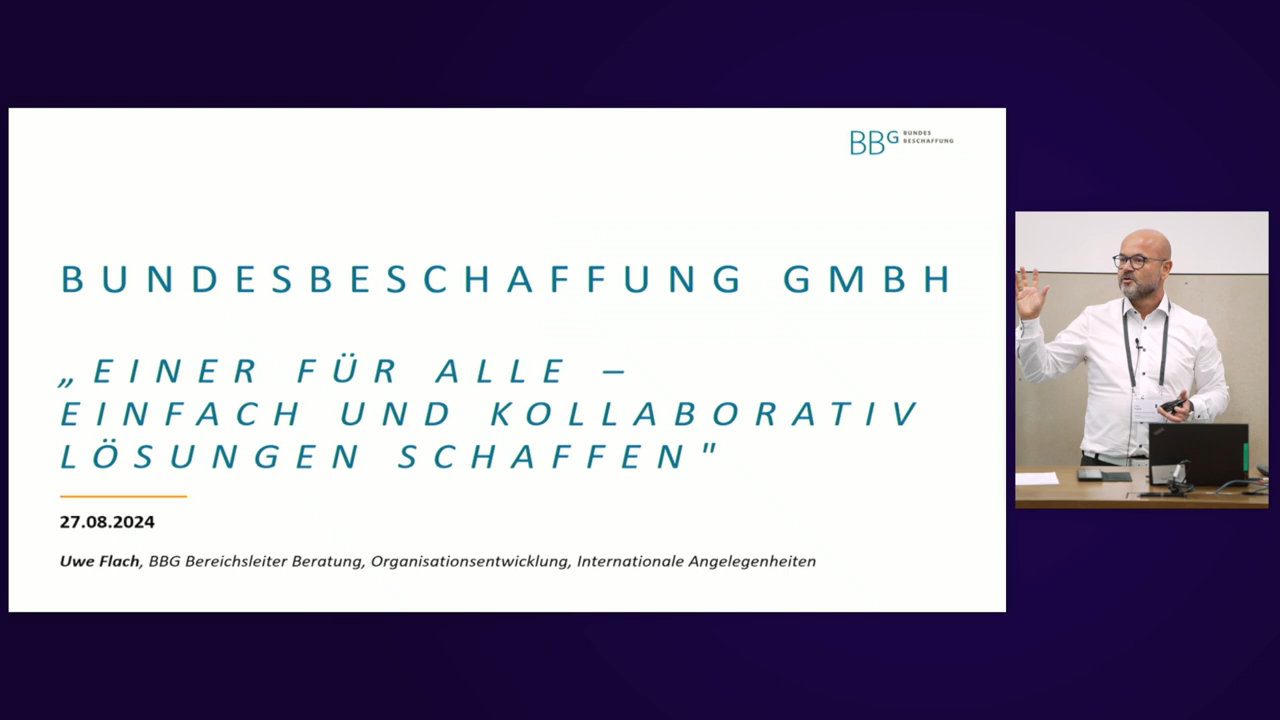 BBG BUNDES
BESCHAFFUNG
BUNDESBESCHAFFUNG GMBH
„EINER FÜR ALLE –
EINFACH UND KOLLABORATIV
LÖSUNGEN SCHAFFEN"
27.08.2024
Uwe Flach, BBG Bereichsleiter Beratung, Organisationsentwicklung, Internationale Angelegenheiten